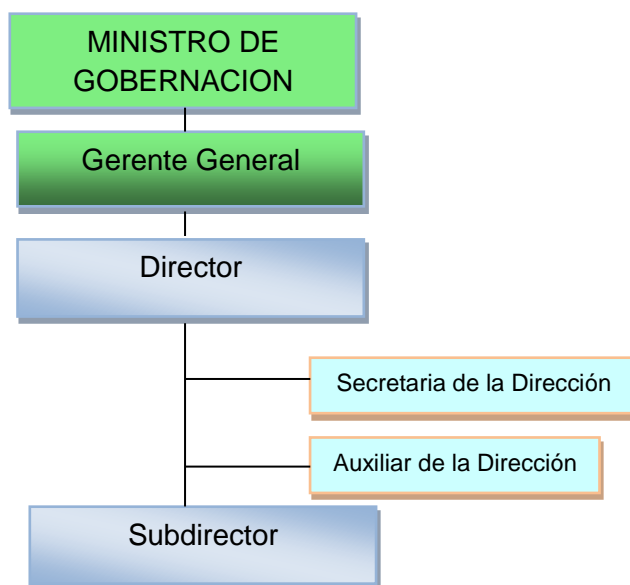 MINISTRO DE
GOBERNACION
Gerente General
Director
Secretaria de la Dirección
Auxiliar de la Dirección
Subdirector